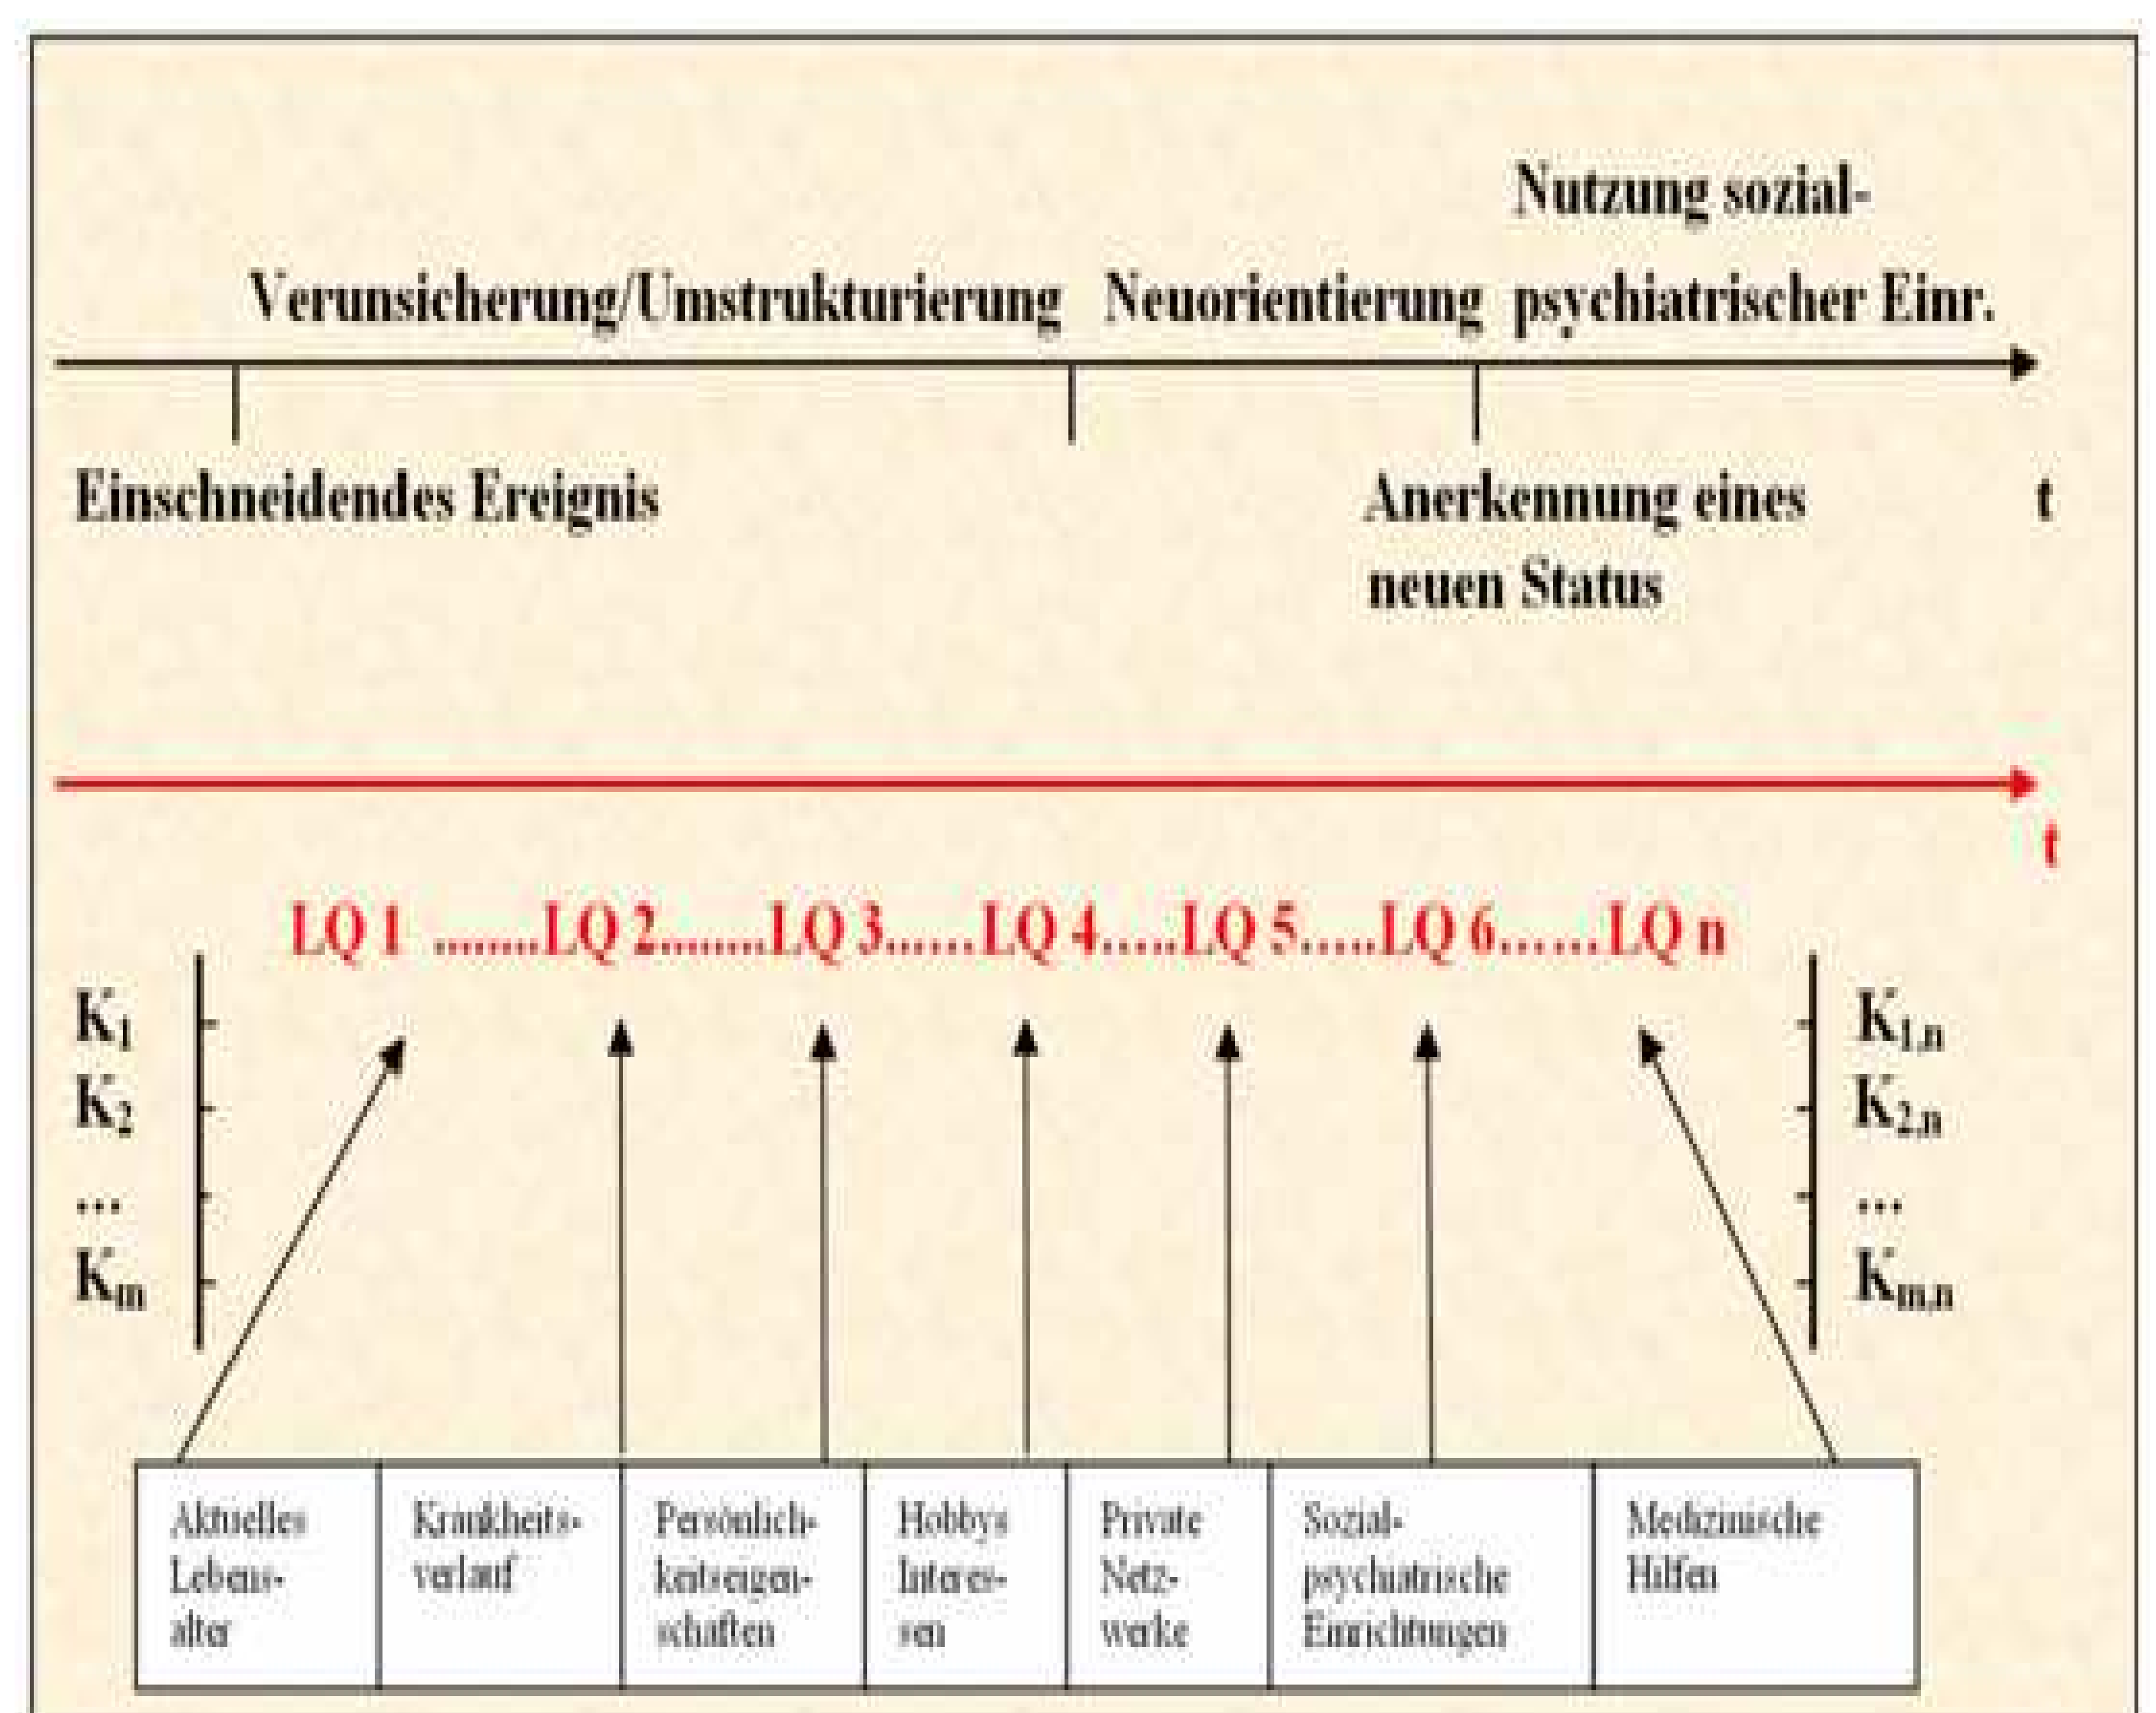 Nutzung sozial-
Verunsicherung/Umstrukturierung Neuorientierung psychiatrischer Einr.
Einschneidendes Ereignis
Anerkennung eines
neuen Status
t
t
LQ 1 ........LQ 2........LQ 3......LQ 4.....LQ 5.....LQ 6......LQ n
K1
K2
...
Km
K1,n
K2,n
...
Km,n
Aktuelles
Lebens-
alter
Krankheits-
verlauf
Persönlich-
keitseigen-
schaften
Hobbys
Interes-
sen
Private
Netz-
werke
Sozial-
psychiatrische
Einrichtungen
Medizinische
Hilfen